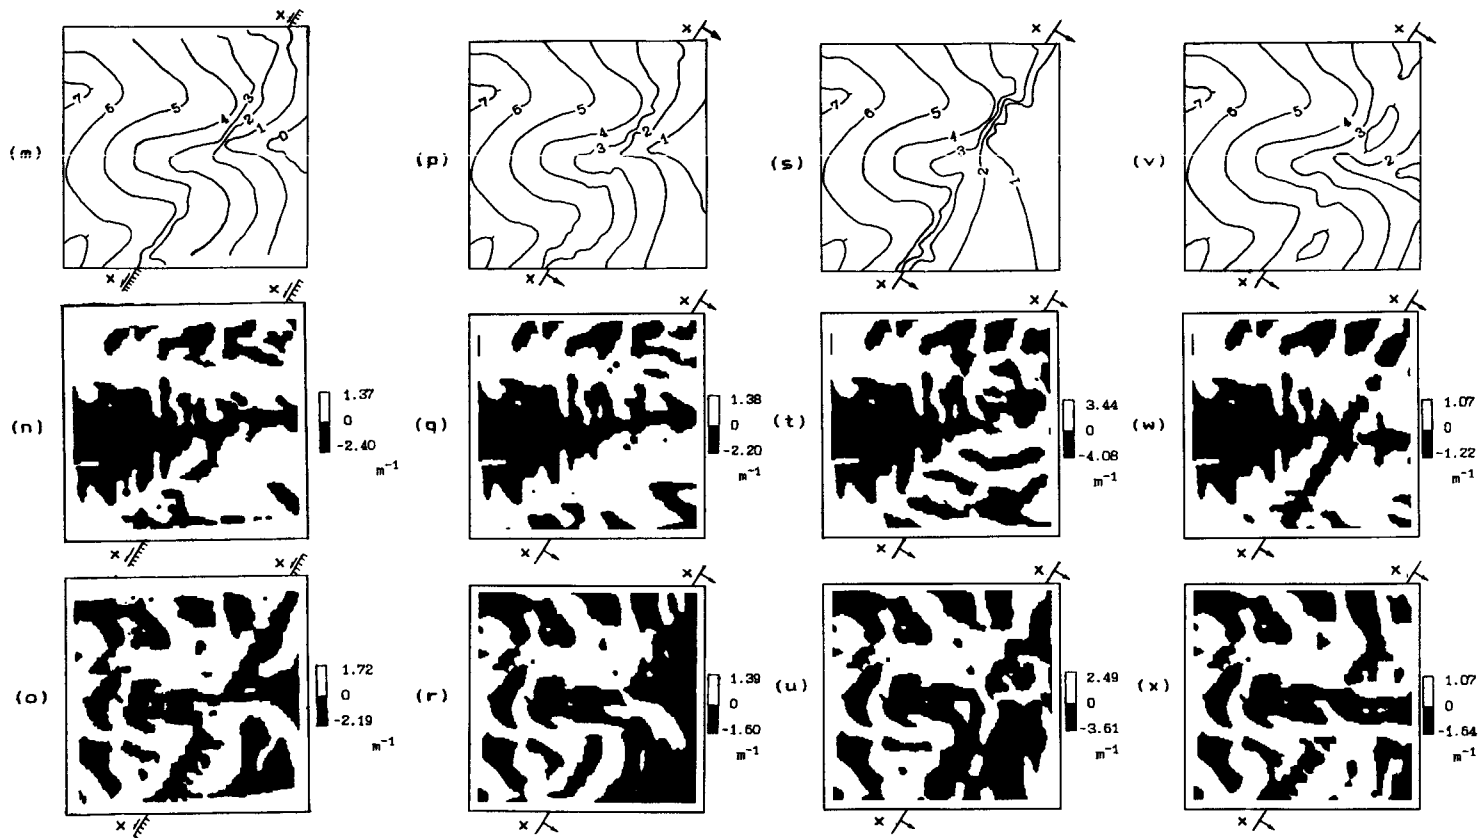 x
x
x
x
(m)
7
6
5
4
3
2
1
0
(p)
7
6
5
4
3
2
1
(s)
7
6
5
4
3
2
1
(v)
7
6
5
4
3
2
x
x
x
x
x
x
x
x
(n)
1.37
0
-2.40
m⁻¹
(q)
1.38
0
-2.20
m⁻¹
(t)
3.44
0
-4.08
m⁻¹
(w)
1.07
0
-1.22
m⁻¹
x
x
x
x
x
x
x
x
(o)
1.72
0
-2.19
m⁻¹
(r)
1.39
0
-1.60
m⁻¹
(u)
2.49
0
-3.61
m⁻¹
(x)
1.07
0
-1.64
m⁻¹
x
x
x
x